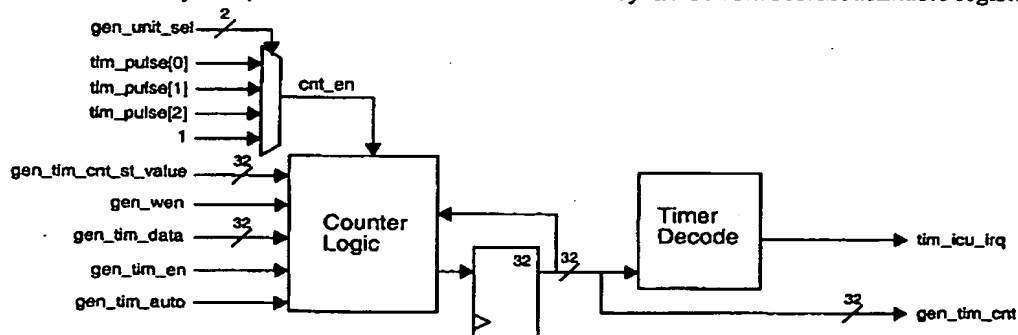 gen_unit_sel
2
tim_pulse[0]
tim_pulse[1]
tim_pulse[2]
1
cnt_en
gen_tim_cnt_st_value
32
gen_wen
gen_tim_data
32
gen_tim_en
gen_tim_auto
Counter
Logic
32
32
Timer
Decode
tim_icu_irq
32
gen_tim_cnt